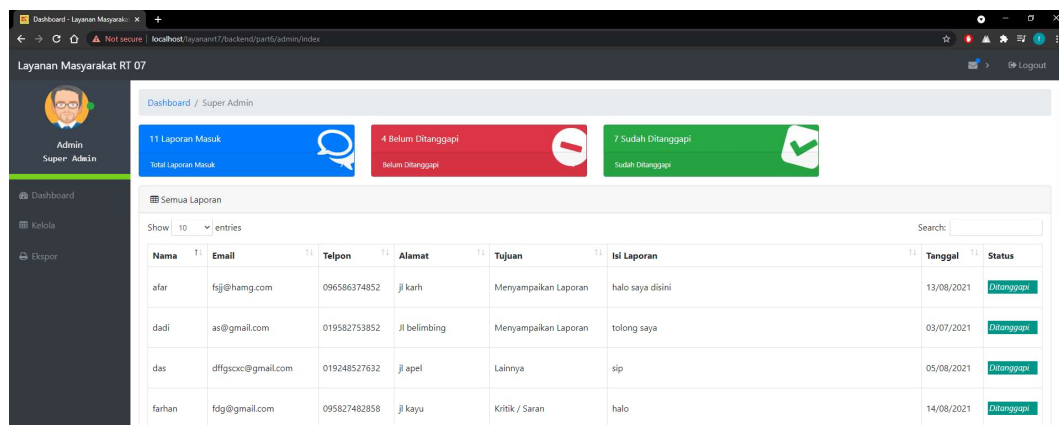 Dashboard - Layanan Masyarakat
Not secure | localhost/layananrt7/backend/part6/admin/index
Layanan Masyarakat RT 07
Logout
Admin
Super Admin
Dashboard
Kelola
Ekspor
Dashboard / Super Admin
11 Laporan Masuk
Total Laporan Masuk
4 Belum Ditanggapi
Belum Ditanggapi
7 Sudah Ditanggapi
Sudah Ditanggapi
Semua Laporan
Show 10 entries
Search:
Nama Email Telpon Alamat Tujuan Isi Laporan Tanggal Status
afar fsjj@hamg.com 096586374852 jl karh Menyampaikan Laporan halo saya disini 13/08/2021 Ditanggapi
dadi as@gmail.com 019582753852 Jl belimbing Menyampaikan Laporan tolong saya 03/07/2021 Ditanggapi
das dffgscxc@gmail.com 019248527632 jl apel Lainnya sip 05/08/2021 Ditanggapi
farhan fdg@gmail.com 095827482858 jl kayu Kritik / Saran halo 14/08/2021 Ditanggapi